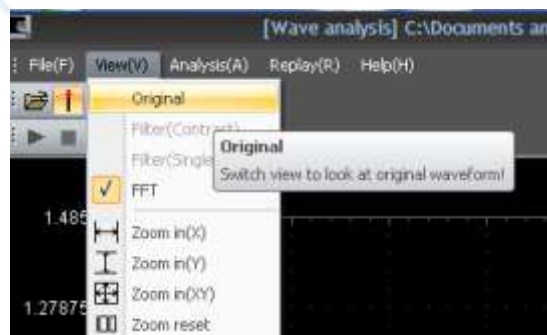 [Wave analysis] C:\Documents an
File(F) View(V) Analysis(A) Replay(R) Help(H)
Original
Filter(Contrast)
Filter(Single
Original
Switch view to look at original waveform!
FFT
1.485
Zoom in(X)
Zoom in(Y)
Zoom in(XY)
1.27875
Zoom reset